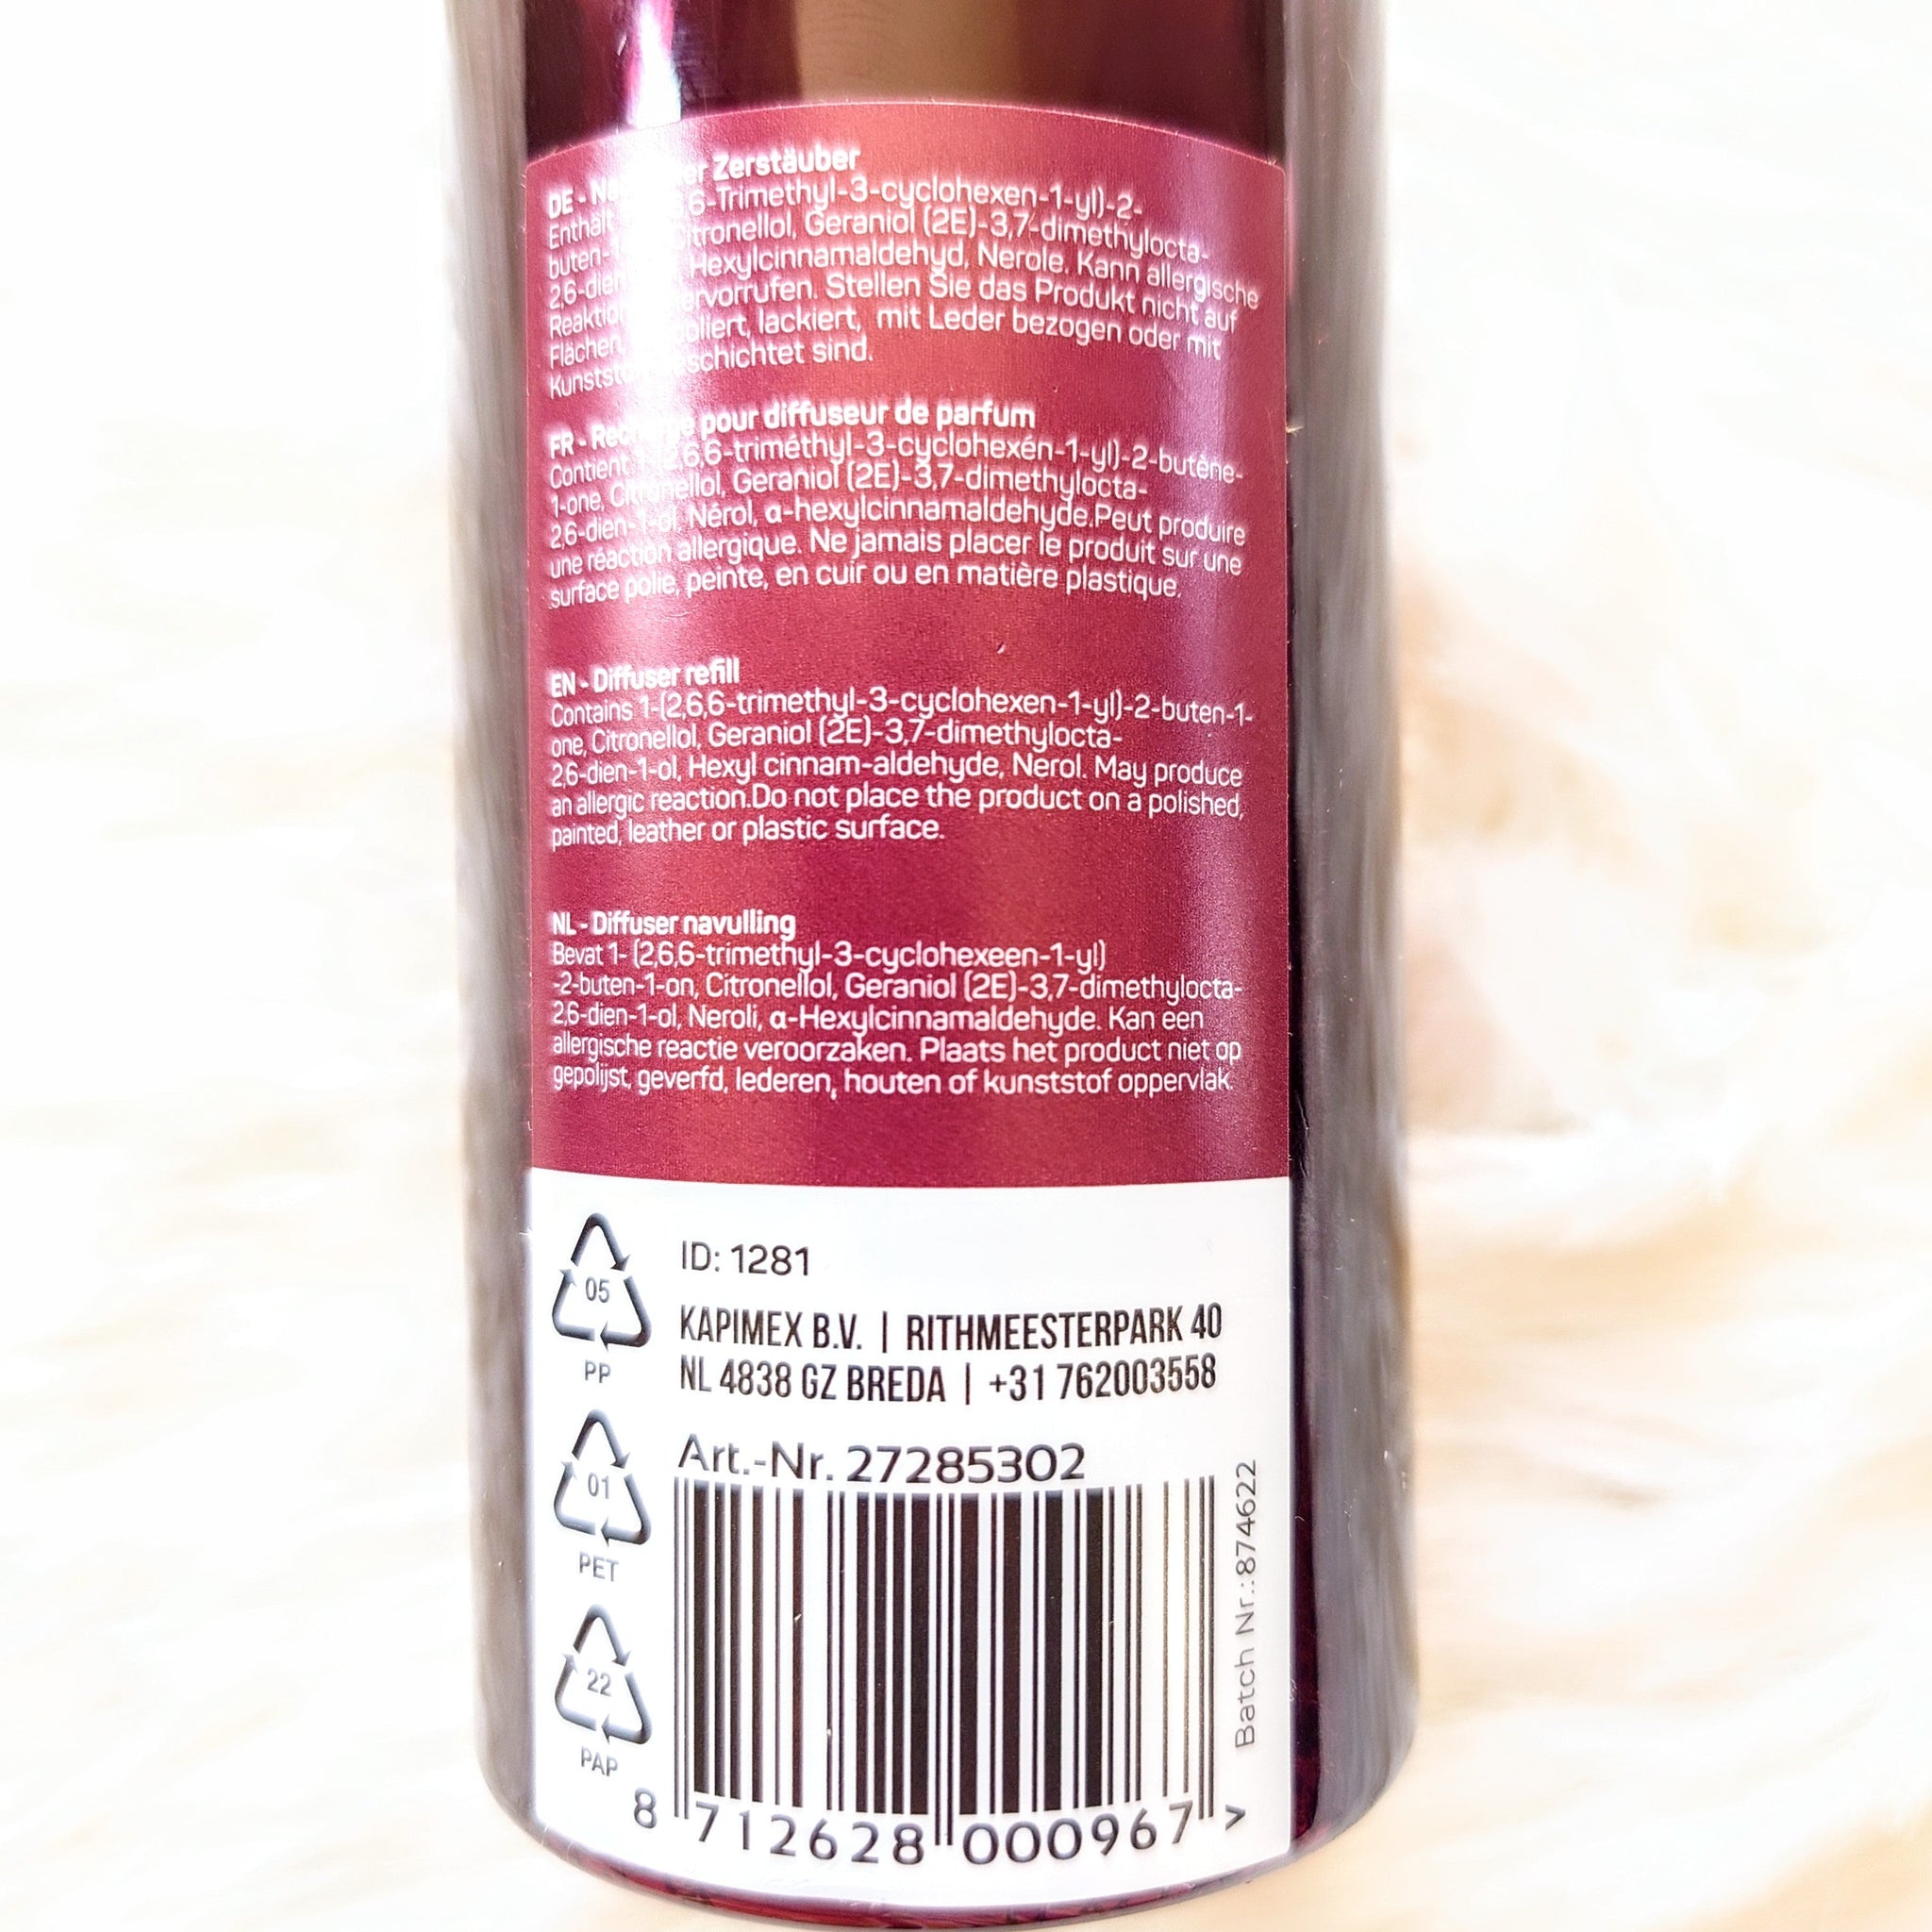 DE - Zerstäuber
Enthält 6-Trimethyl-3-cyclohexen-1-yl)-2-
buten- Geraniol (2E)-3,7-dimethylocta-
2,6-dien Hexylcinnamaldehyd, Nerole. Kann allergische
hervorrufen. Stellen Sie das Produkt nicht auf
Flächen, lackiert, mit Leder bezogen oder mit
sind.
FR - pour diffuseur de parfum
Contient 2,6,6-triméthyl-3-cyclohexén-1-yl)-2-butène-
1-one, Citronellol, Geraniol (2E)-3,7-dimethylocta-
2,6-dien-1-ol, Nérol, α-hexylcinnamaldehyde.Peut produire
une réaction allergique. Ne jamais placer le produit sur une
surface polie, peinte, en cuir ou en matière plastique.
EN - Diffuser refill
Contains 1-(2,6,6-trimethyl-3-cyclohexen-1-yl)-2-buten-1-
one, Citronellol, Geraniol (2E)-3,7-dimethylocta-
2,6-dien-1-ol, Hexyl cinnam-aldehyde, Nerol. May produce
an allergic reaction.Do not place the product on a polished,
painted, leather or plastic surface.
NL - Diffuser navulling
Bevat 1- (2,6,6-trimethyl-3-cyclohexeen-1-yl)
-2-buten-1-on, Citronellol, Geraniol (2E)-3,7-dimethylocta-
2,6-dien-1-ol, Neroli, α-Hexylcinnamaldehyde. Kan een
allergische reactie veroorzaken. Plaats het product niet op
gepolijst, geverfd, lederen, houten of kunststof oppervlak.
05
PP
01
PET
22
PAP
ID: 1281
KAPIMEX B.V. | RITHMEESTERPARK 40
NL 4838 GZ BREDA | +31 762003558
Art.-Nr. 27285302
Batch Nr.:874622
8 712628 000967 >